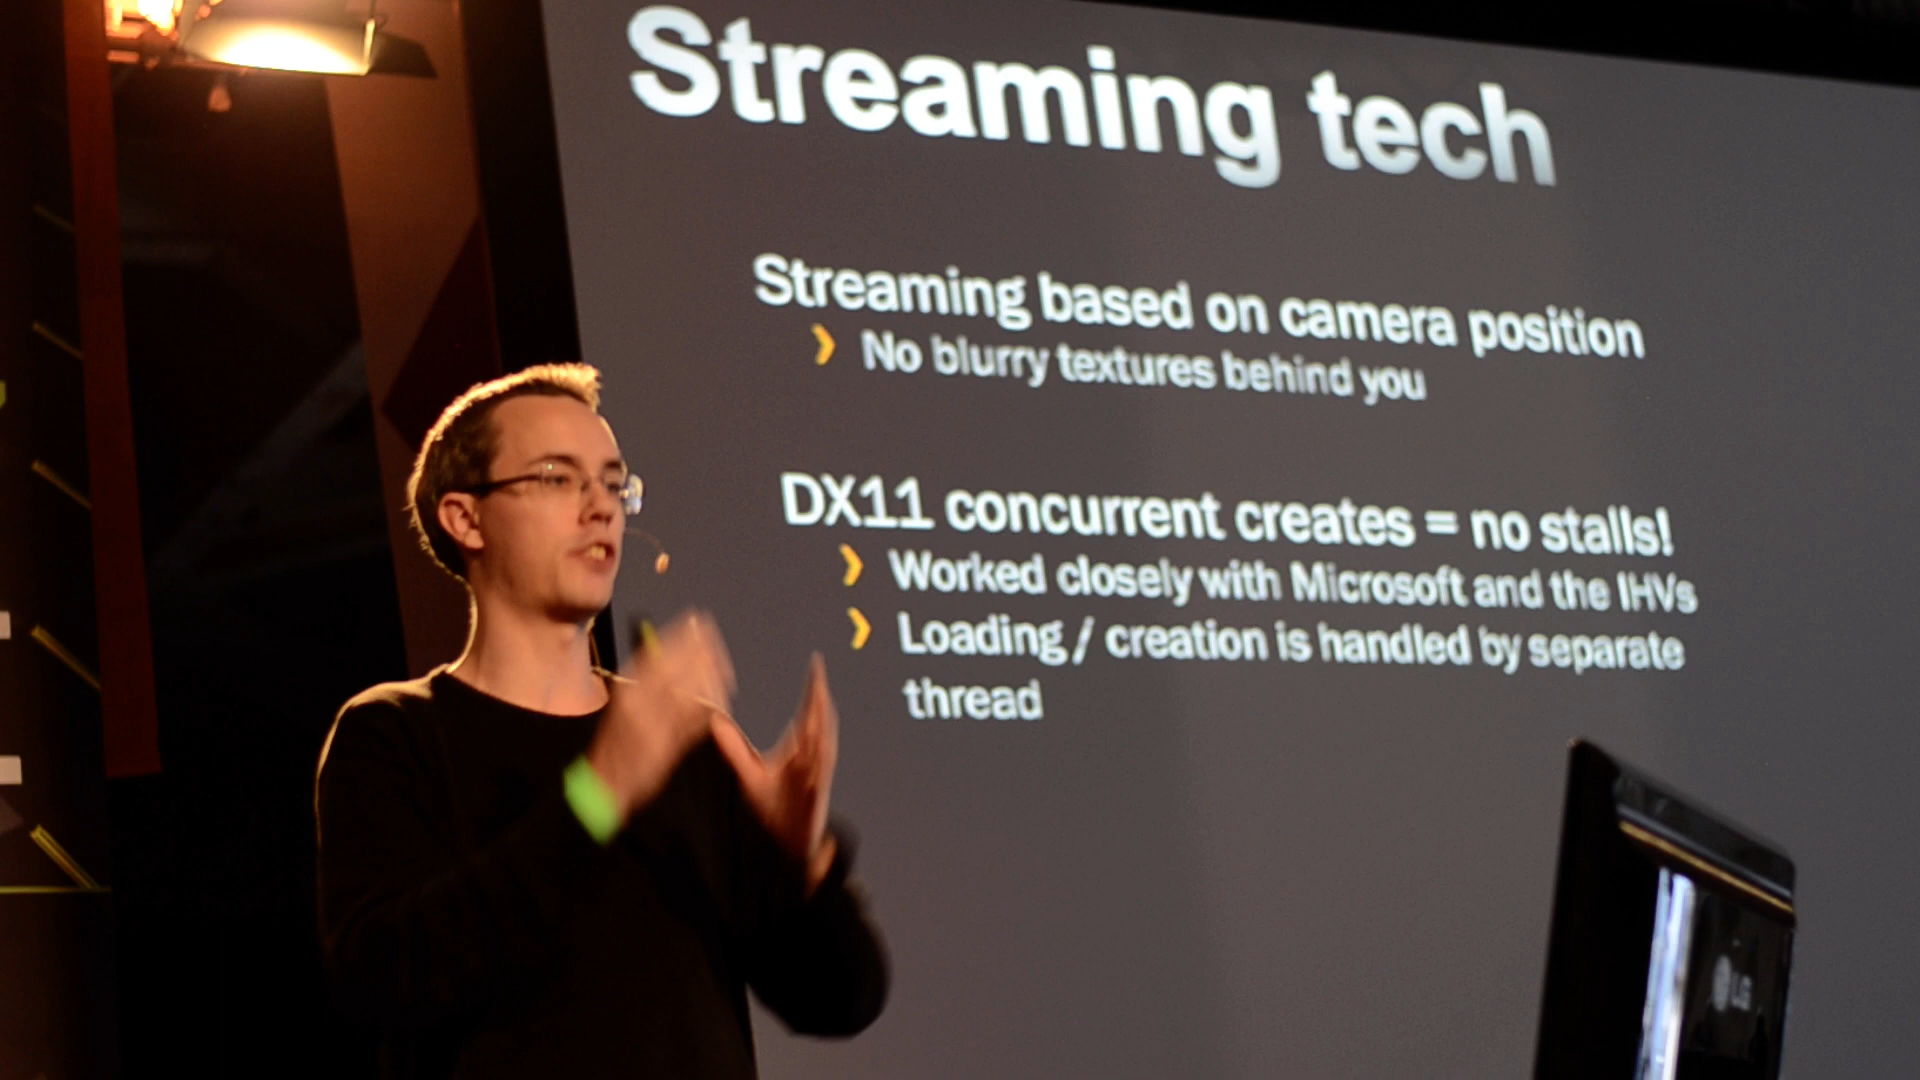 Streaming tech
Streaming based on camera position
No blurry textures behind you
DX11 concurrent creates = no stalls!
Worked closely with Microsoft and the IHVs
Loading / creation is handled by separate
thread
LG